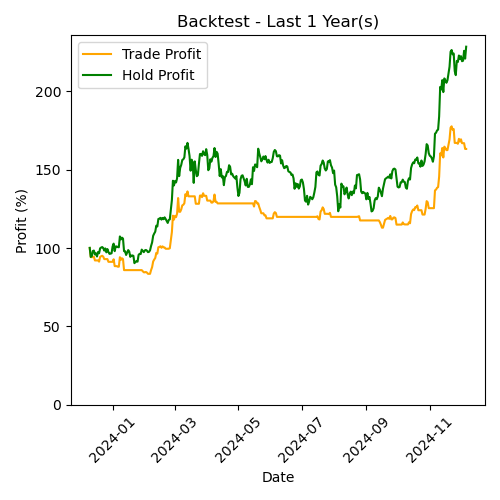 Backtest - Last 1 Year(s)
Trade Profit
Hold Profit
Profit (%)
200
150
100
50
0
2024-01
2024-03
2024-05
2024-07
2024-09
2024-11
Date